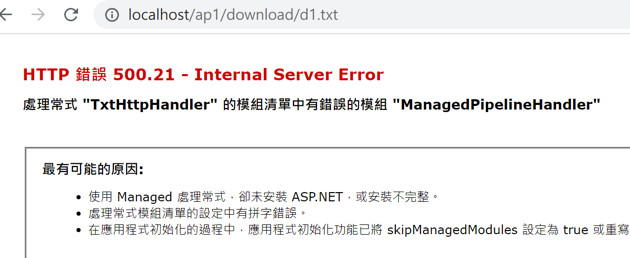 localhost/ap1/download/d1.txt
HTTP 錯誤 500.21 - Internal Server Error
處理常式 "TxtHttpHandler" 的模組清單中有錯誤的模組 "ManagedPipelineHandler"
最有可能的原因:
• 使用 Managed 處理常式，卻未安裝 ASP.NET，或安裝不完整。
• 處理常式模組清單的設定中有拼字錯誤。
• 在應用程式初始化的過程中，應用程式初始化功能已將 skipManagedModules 設定為 true 或重寫